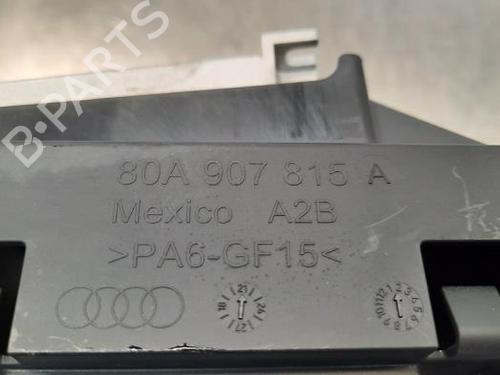 B-PARTS
80A 907 815 A
Mexico A2B
>PA6-GF15<